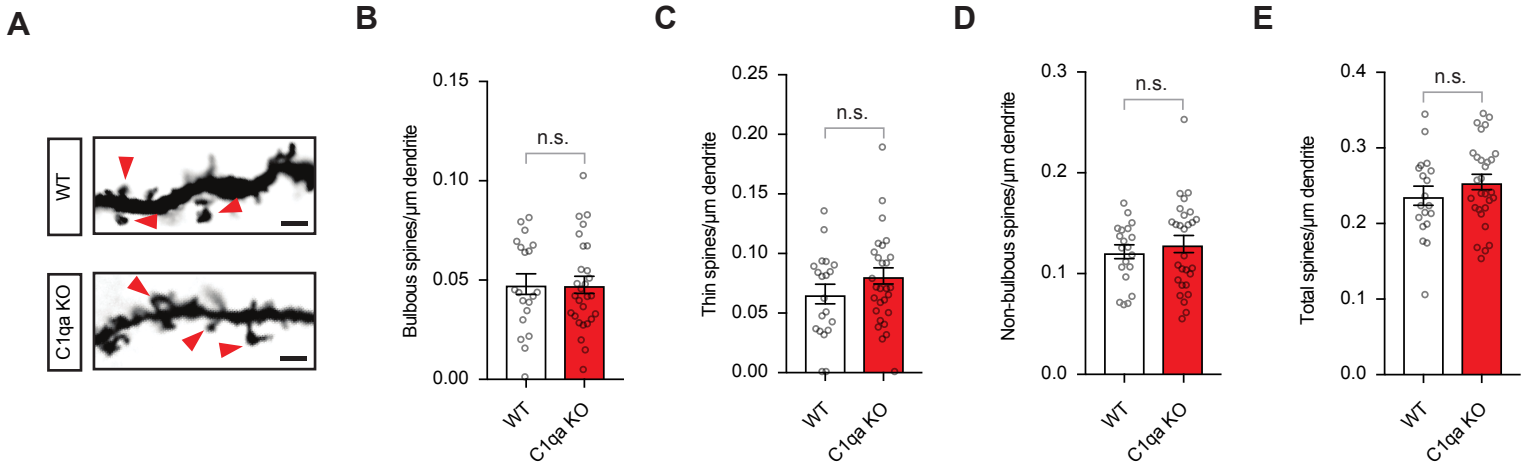 A
WT
C1qa KO
B
Bulbous spines/μm dendrite
0.15
0.10
0.05
0.00
n.s.
WT
C1qa KO
C
Thin spines/μm dendrite
0.25
0.20
0.15
0.10
0.05
0.00
n.s.
WT
C1qa KO
D
Non-bulbous spines/μm dendrite
0.3
0.2
0.1
0.0
n.s.
WT
C1qa KO
E
Total spines/μm dendrite
0.4
0.3
0.2
0.1
0.0
n.s.
WT
C1qa KO